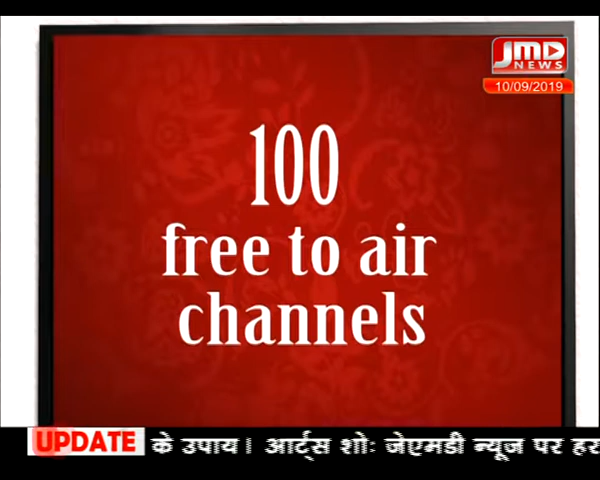 JMD
NEWS
10/09/2019
100
free to air
channels
UPDATE के उपाय। आर्ट्स शोः जेएमडी न्यूज पर हर